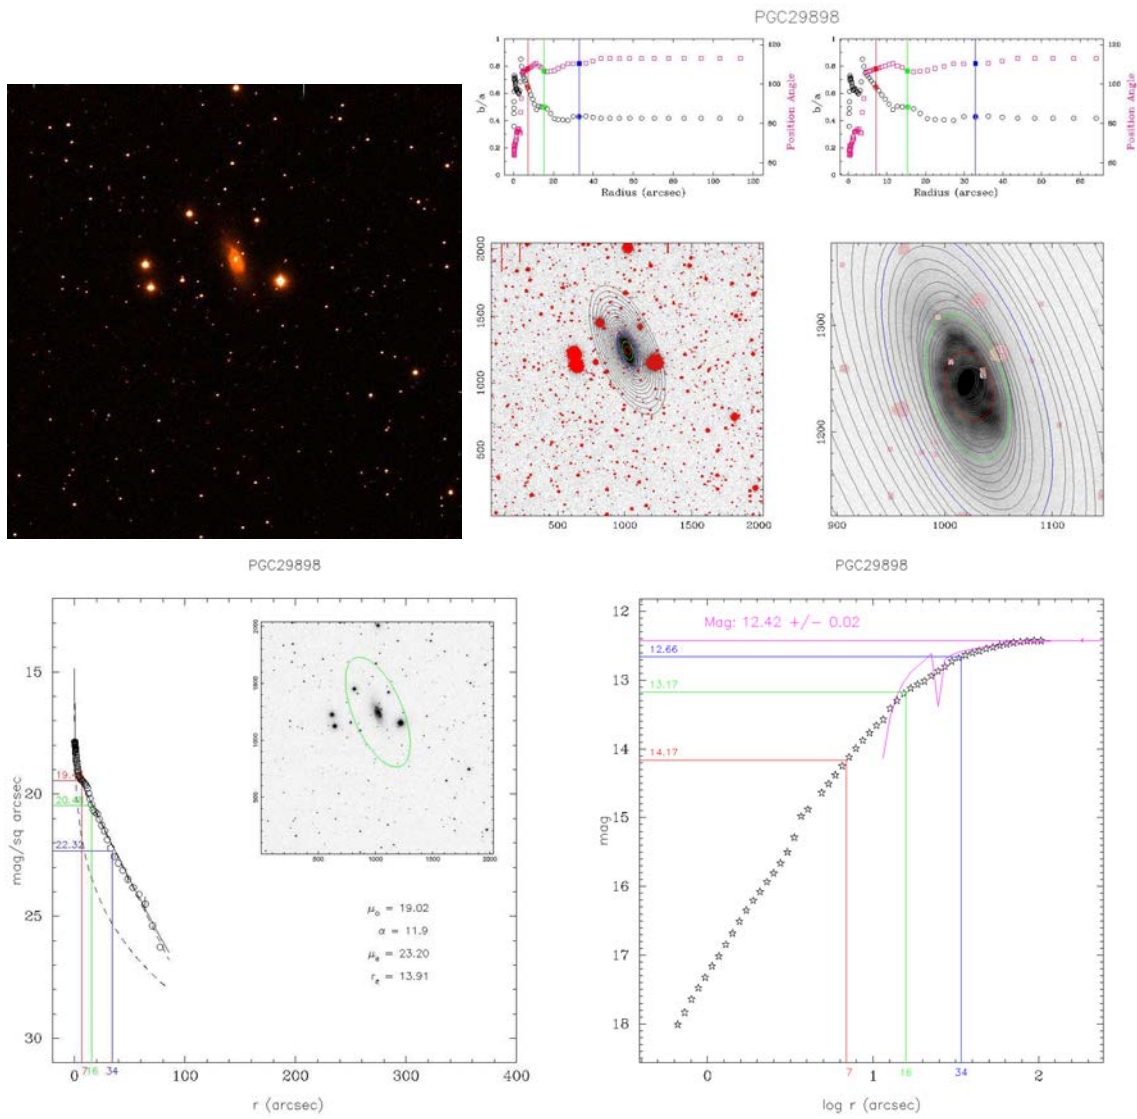 PGC29898
1
0.8
0.6
0.4
0.2
0
b/a
120
100
80
60
Position Angle
0 20 40 60 80 100 120
Radius (arcsec)
1
0.8
0.6
0.4
0.2
0
b/a
120
100
80
60
Position Angle
0 10 20 30 40 50 60
Radius (arcsec)
2000
1500
1000
500
500 1000 1500 2000
1300
1200
900 1000 1100
PGC29898
15
20
25
30
mag/sq arcsec
22.32
2000
1500
1000
500
500 1000 1500 2000
μo = 19.02
α = 11.9
μe = 23.20
re = 13.91
7 16 34
0 100 200 300 400
r (arcsec)
PGC29898
12
13
14
15
16
17
18
mag
Mag: 12.42 +/- 0.02
12.66
13.17
14.17
7 16 34
0 1 2
log r (arcsec)